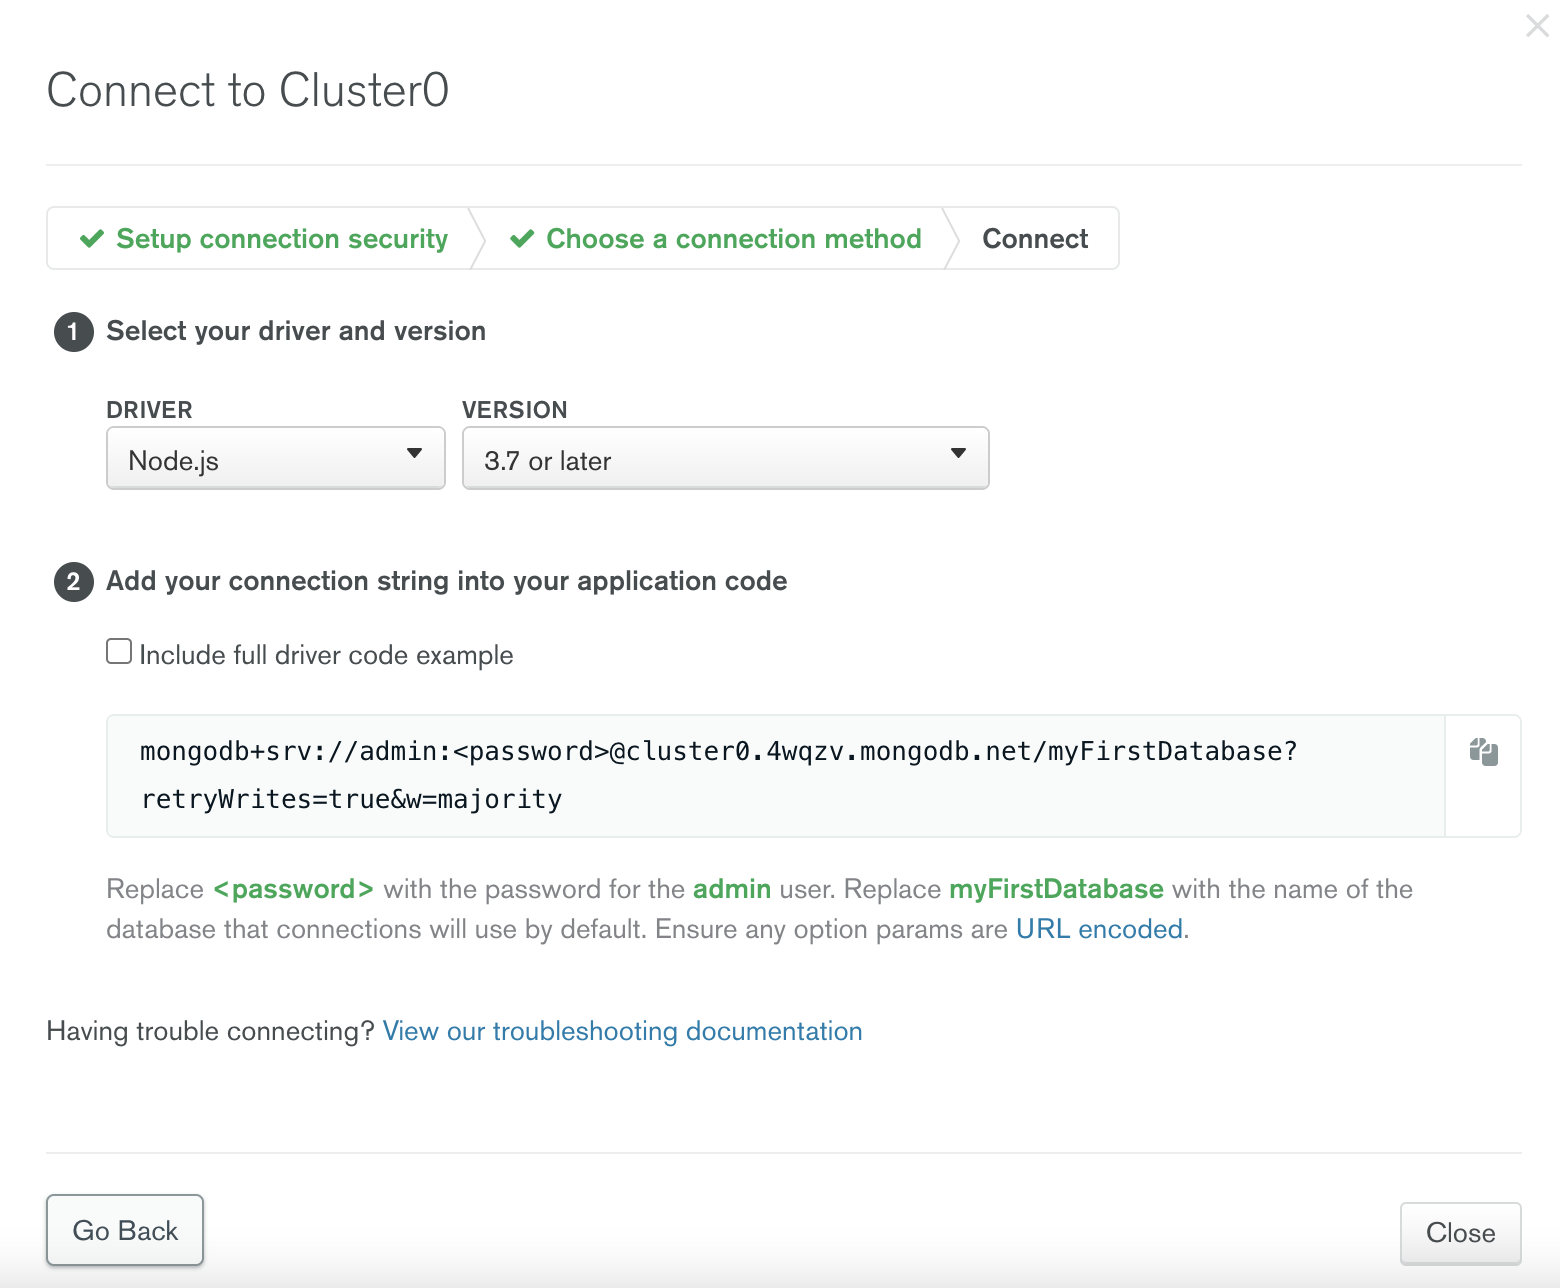 Connect to Cluster0
Setup connection security
Choose a connection method
Connect
1 Select your driver and version
DRIVER
VERSION
Node.js
3.7 or later
2 Add your connection string into your application code
Include full driver code example
mongodb+srv://admin:<password>@cluster0.4wqzv.mongodb.net/myFirstDatabase?
retryWrites=true&w=majority
Replace <password> with the password for the admin user. Replace myFirstDatabase with the name of the
database that connections will use by default. Ensure any option params are URL encoded.
Having trouble connecting? View our troubleshooting documentation
Go Back
Close